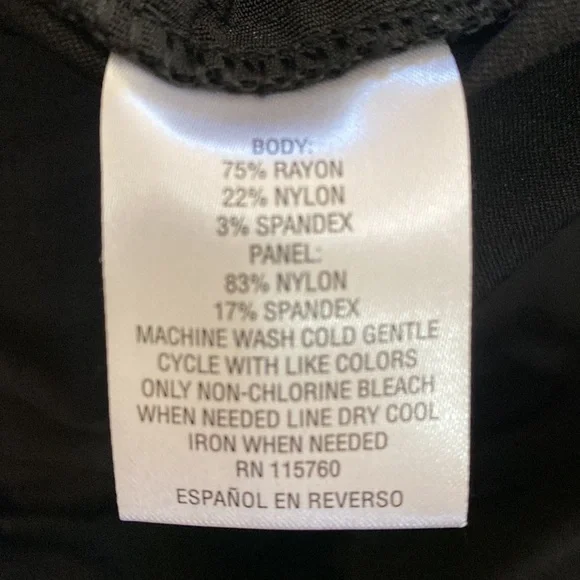 BODY:
75% RAYON
22% NYLON
3% SPANDEX
PANEL:
83% NYLON
17% SPANDEX
MACHINE WASH COLD GENTLE
CYCLE WITH LIKE COLORS
ONLY NON-CHLORINE BLEACH
WHEN NEEDED LINE DRY COOL
IRON WHEN NEEDED
RN 115760
ESPAÑOL EN REVERSO